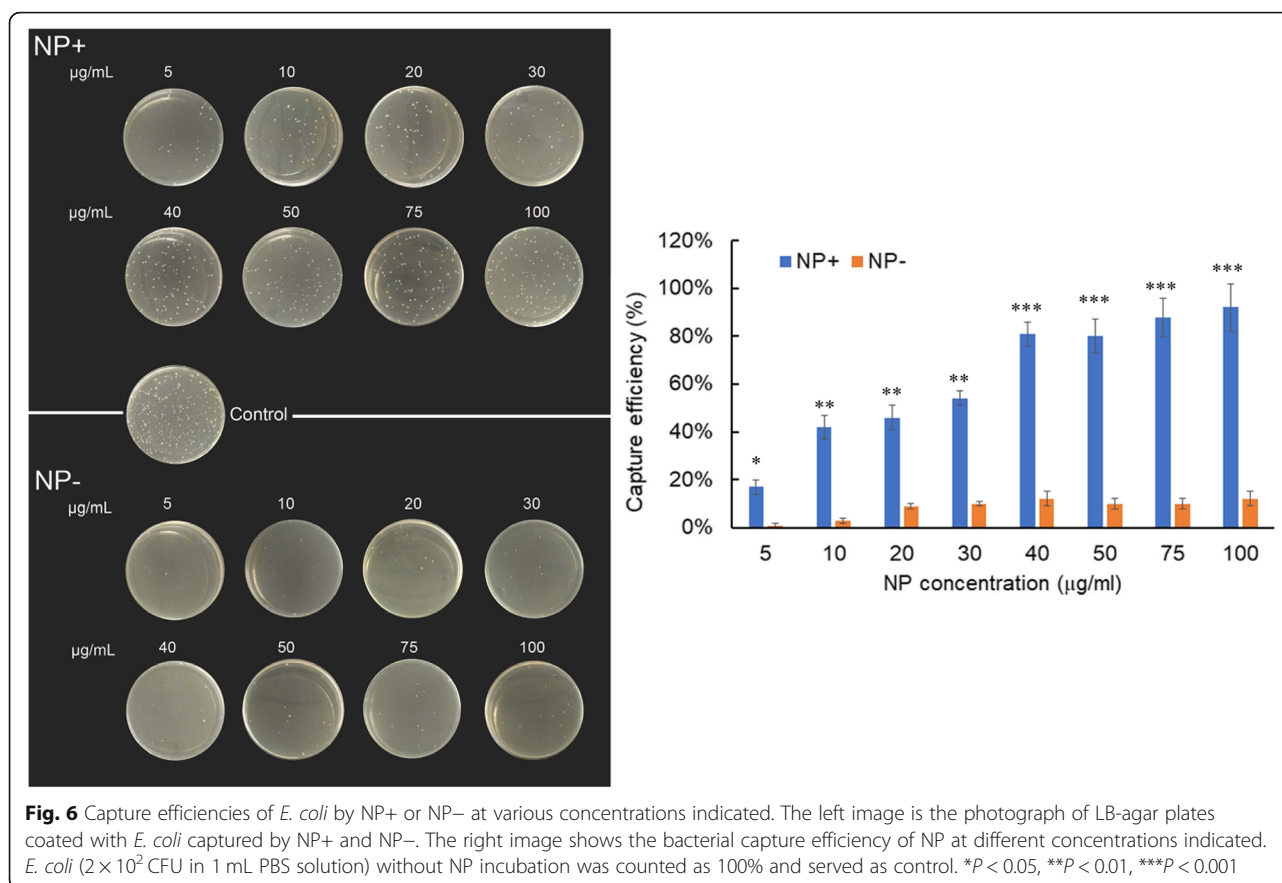 NP+
µg/mL 5 10 20 30
µg/mL 40 50 75 100
Control
NP-
µg/mL 5 10 20 30
µg/mL 40 50 75 100
120%
100%
80%
60%
40%
20%
0%
Capture efficiency (%)
NP+ NP-
* ** ** ** *** *** *** ***
5 10 20 30 40 50 75 100
NP concentration (µg/ml)
Fig. 6 Capture efficiencies of E. coli by NP+ or NP− at various concentrations indicated. The left image is the photograph of LB-agar plates
coated with E. coli captured by NP+ and NP−. The right image shows the bacterial capture efficiency of NP at different concentrations indicated.
E. coli (2 × 10² CFU in 1 mL PBS solution) without NP incubation was counted as 100% and served as control. *P < 0.05, **P < 0.01, ***P < 0.001